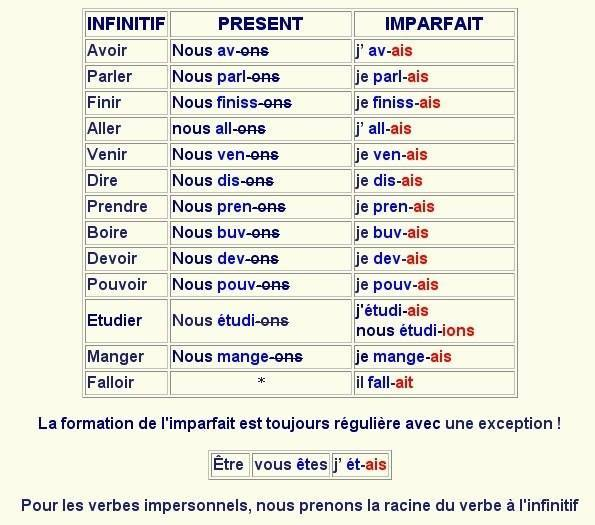 INFINITIF PRESENT IMPARFAIT
Avoir Nous av-ons j' av-ais
Parler Nous parl-ons je parl-ais
Finir Nous finiss-ons je finiss-ais
Aller nous all-ons j' all-ais
Venir Nous ven-ons je ven-ais
Dire Nous dis-ons je dis-ais
Prendre Nous pren-ons je pren-ais
Boire Nous buv-ons je buv-ais
Devoir Nous dev-ons je dev-ais
Pouvoir Nous pouv-ons je pouv-ais
Etudier Nous étudi-ons j'étudi-ais
nous étudi-ions
Manger Nous mange-ons je mange-ais
Falloir * il fall-ait
La formation de l'imparfait est toujours régulière avec une exception !
Être vous êtes j' ét-ais
Pour les verbes impersonnels, nous prenons la racine du verbe à l'infinitif